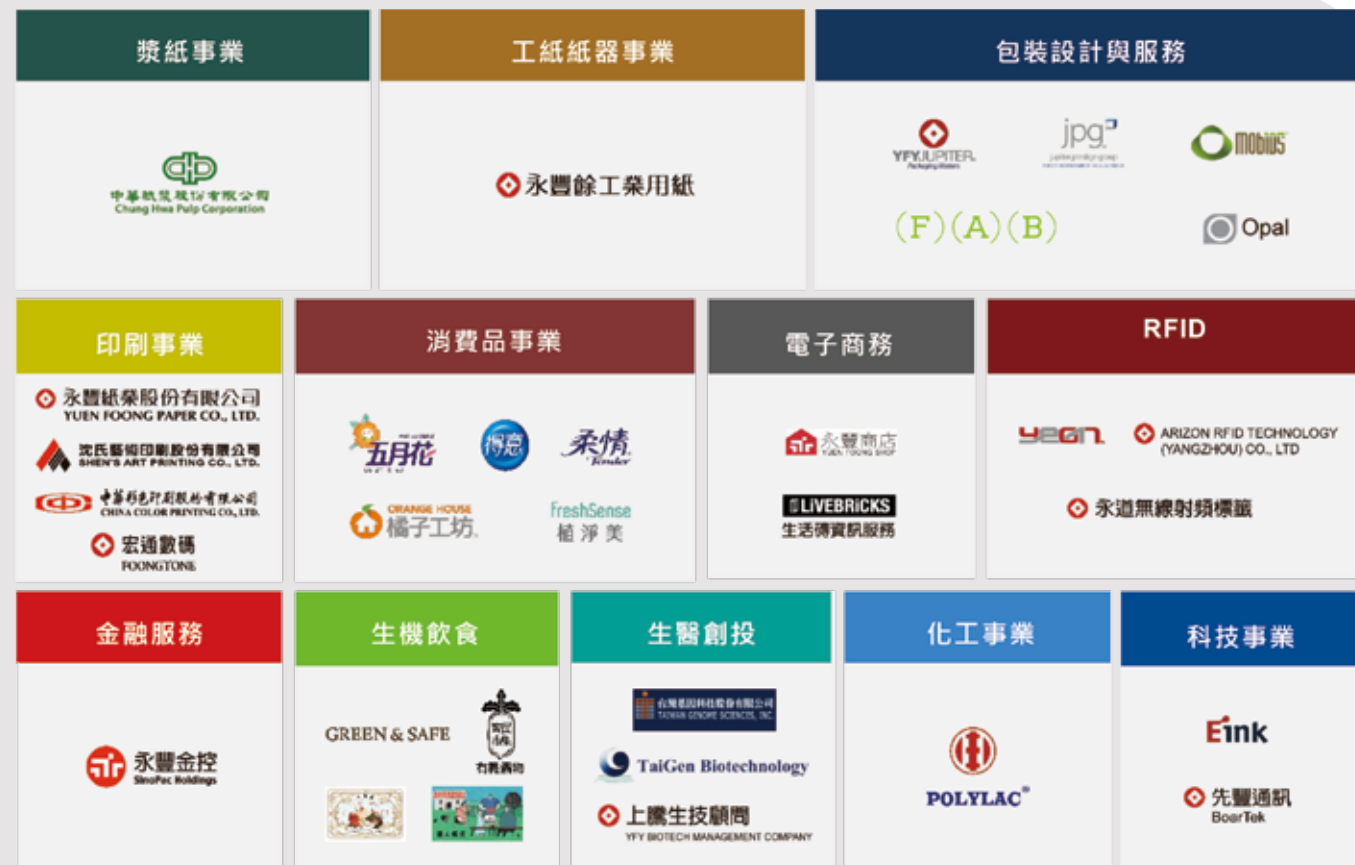 漿紙事業
中華紙漿股份有限公司
Chung Hwa Pulp Corporation
工紙紙器事業
永豐餘工業用紙
包裝設計與服務
YFYJUPITER
Packaging Matters
jpg
jupiter prestige group
mobius
(F)(A)(B)
Opal
印刷事業
永豐紙業股份有限公司
YUEN FOONG PAPER CO., LTD.
沈氏藝術印刷股份有限公司
SHEN'S ART PRINTING CO., LTD.
中華彩色印刷股份有限公司
CHINA COLOR PRINTING CO., LTD.
宏通數碼
FOONGTONE
消費品事業
五月花
得意
柔情
Tender
ORANGE HOUSE
橘子工坊
freshSense
植淨美
電子商務
永豐商店
YUEN FOONG SHOP
LiVEBRiCKS
生活磚資訊服務
RFID
yeon
ARIZON RFID TECHNOLOGY
(YANGZHOU) CO., LTD
永道無線射頻標籤
金融服務
永豐金控
SinoPac Holdings
生機飲食
GREEN & SAFE
生醫創投
台灣基因科技股份有限公司
TAIWAN GENOME SCIENCES, INC.
TaiGen Biotechnology
上騰生技顧問
YFY BIOTECH MANAGEMENT COMPANY
化工事業
POLYLAC®
科技事業
Eink
先豐通訊
BoarTek